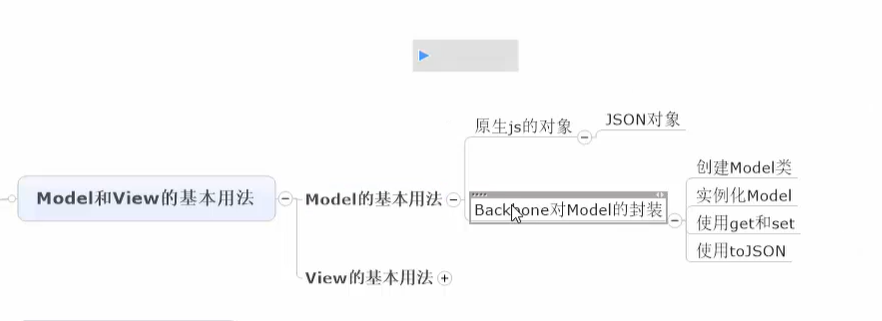 Model和View的基本用法
Model的基本用法
原生js的对象
JSON对象
Backbone对Model的封装
创建Model类
实例化Model
使用get和set
使用toJSON
View的基本用法